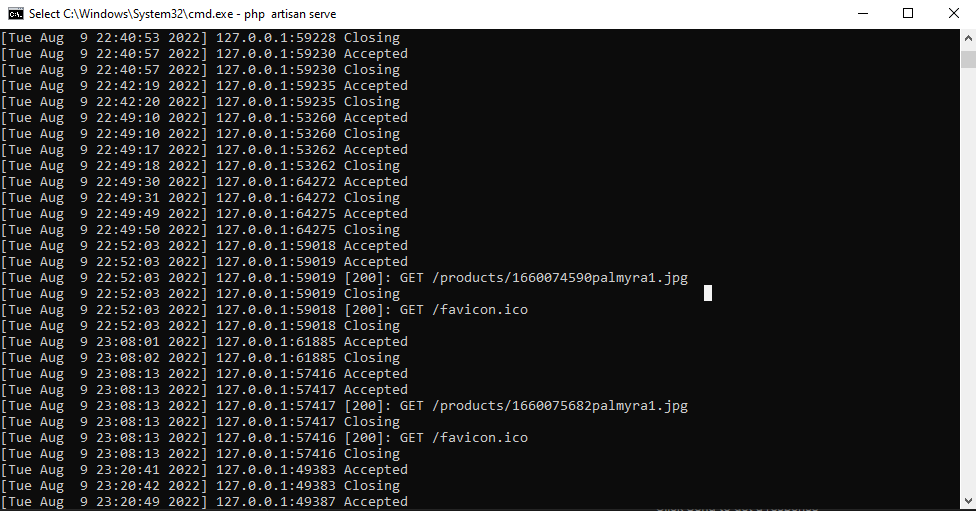 Select C:\Windows\System32\cmd.exe - php  artisan serve
[Tue Aug  9 22:40:53 2022] 127.0.0.1:59228 Closing
[Tue Aug  9 22:40:57 2022] 127.0.0.1:59230 Accepted
[Tue Aug  9 22:40:57 2022] 127.0.0.1:59230 Closing
[Tue Aug  9 22:42:19 2022] 127.0.0.1:59235 Accepted
[Tue Aug  9 22:42:20 2022] 127.0.0.1:59235 Closing
[Tue Aug  9 22:49:10 2022] 127.0.0.1:53260 Accepted
[Tue Aug  9 22:49:10 2022] 127.0.0.1:53260 Closing
[Tue Aug  9 22:49:17 2022] 127.0.0.1:53262 Accepted
[Tue Aug  9 22:49:18 2022] 127.0.0.1:53262 Closing
[Tue Aug  9 22:49:30 2022] 127.0.0.1:64272 Accepted
[Tue Aug  9 22:49:31 2022] 127.0.0.1:64272 Closing
[Tue Aug  9 22:49:49 2022] 127.0.0.1:64275 Accepted
[Tue Aug  9 22:49:50 2022] 127.0.0.1:64275 Closing
[Tue Aug  9 22:52:03 2022] 127.0.0.1:59018 Accepted
[Tue Aug  9 22:52:03 2022] 127.0.0.1:59019 Accepted
[Tue Aug  9 22:52:03 2022] 127.0.0.1:59019 [200]: GET /products/1660074590palmyra1.jpg
[Tue Aug  9 22:52:03 2022] 127.0.0.1:59019 Closing
[Tue Aug  9 22:52:03 2022] 127.0.0.1:59018 [200]: GET /favicon.ico
[Tue Aug  9 22:52:03 2022] 127.0.0.1:59018 Closing
[Tue Aug  9 23:08:01 2022] 127.0.0.1:61885 Accepted
[Tue Aug  9 23:08:02 2022] 127.0.0.1:61885 Closing
[Tue Aug  9 23:08:13 2022] 127.0.0.1:57416 Accepted
[Tue Aug  9 23:08:13 2022] 127.0.0.1:57417 Accepted
[Tue Aug  9 23:08:13 2022] 127.0.0.1:57417 [200]: GET /products/1660075682palmyra1.jpg
[Tue Aug  9 23:08:13 2022] 127.0.0.1:57417 Closing
[Tue Aug  9 23:08:13 2022] 127.0.0.1:57416 [200]: GET /favicon.ico
[Tue Aug  9 23:08:13 2022] 127.0.0.1:57416 Closing
[Tue Aug  9 23:20:41 2022] 127.0.0.1:49383 Accepted
[Tue Aug  9 23:20:42 2022] 127.0.0.1:49383 Closing
[Tue Aug  9 23:20:49 2022] 127.0.0.1:49387 Accepted